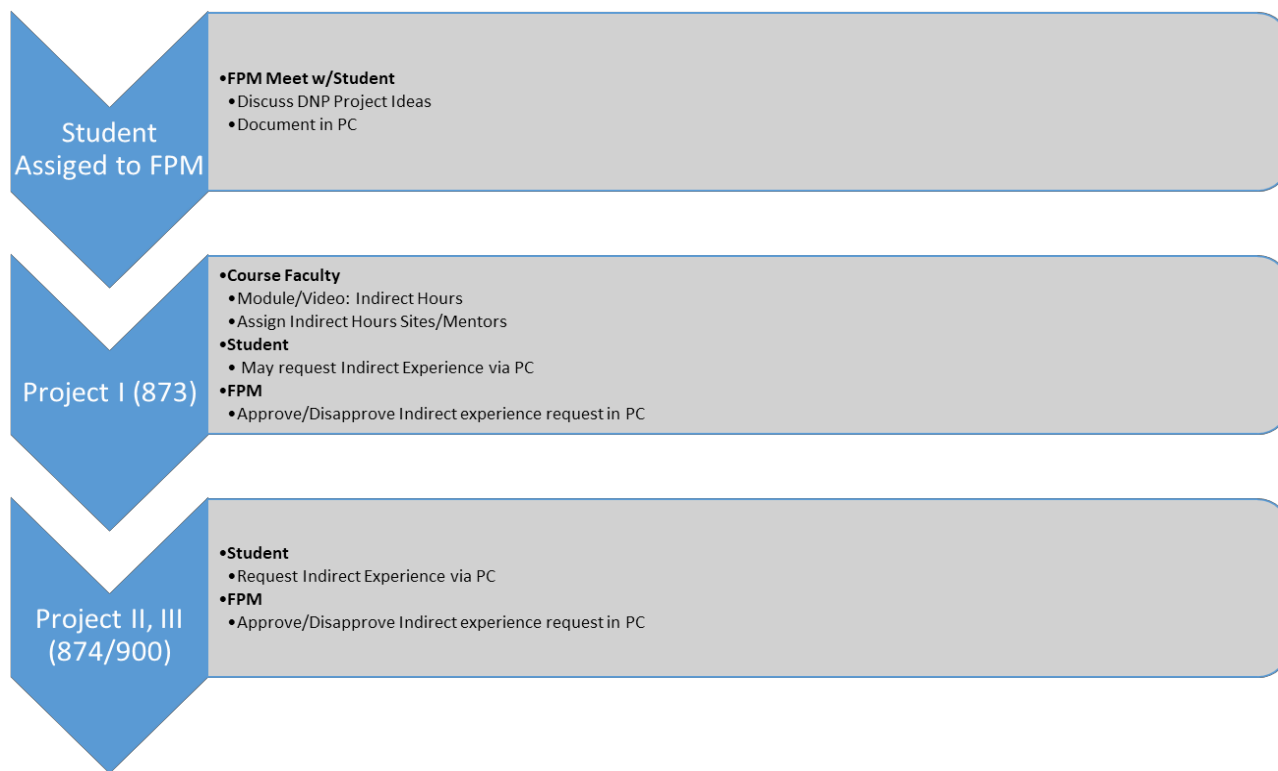 Student
Assiged to FPM
•FPM Meet w/Student
•Discuss DNP Project Ideas
•Document in PC
Project I (873)
•Course Faculty
•Module/Video: Indirect Hours
•Assign Indirect Hours Sites/Mentors
•Student
• May request Indirect Experience via PC
•FPM
•Approve/Disapprove Indirect experience request in PC
Project II, III
(874/900)
•Student
•Request Indirect Experience via PC
•FPM
•Approve/Disapprove Indirect experience request in PC